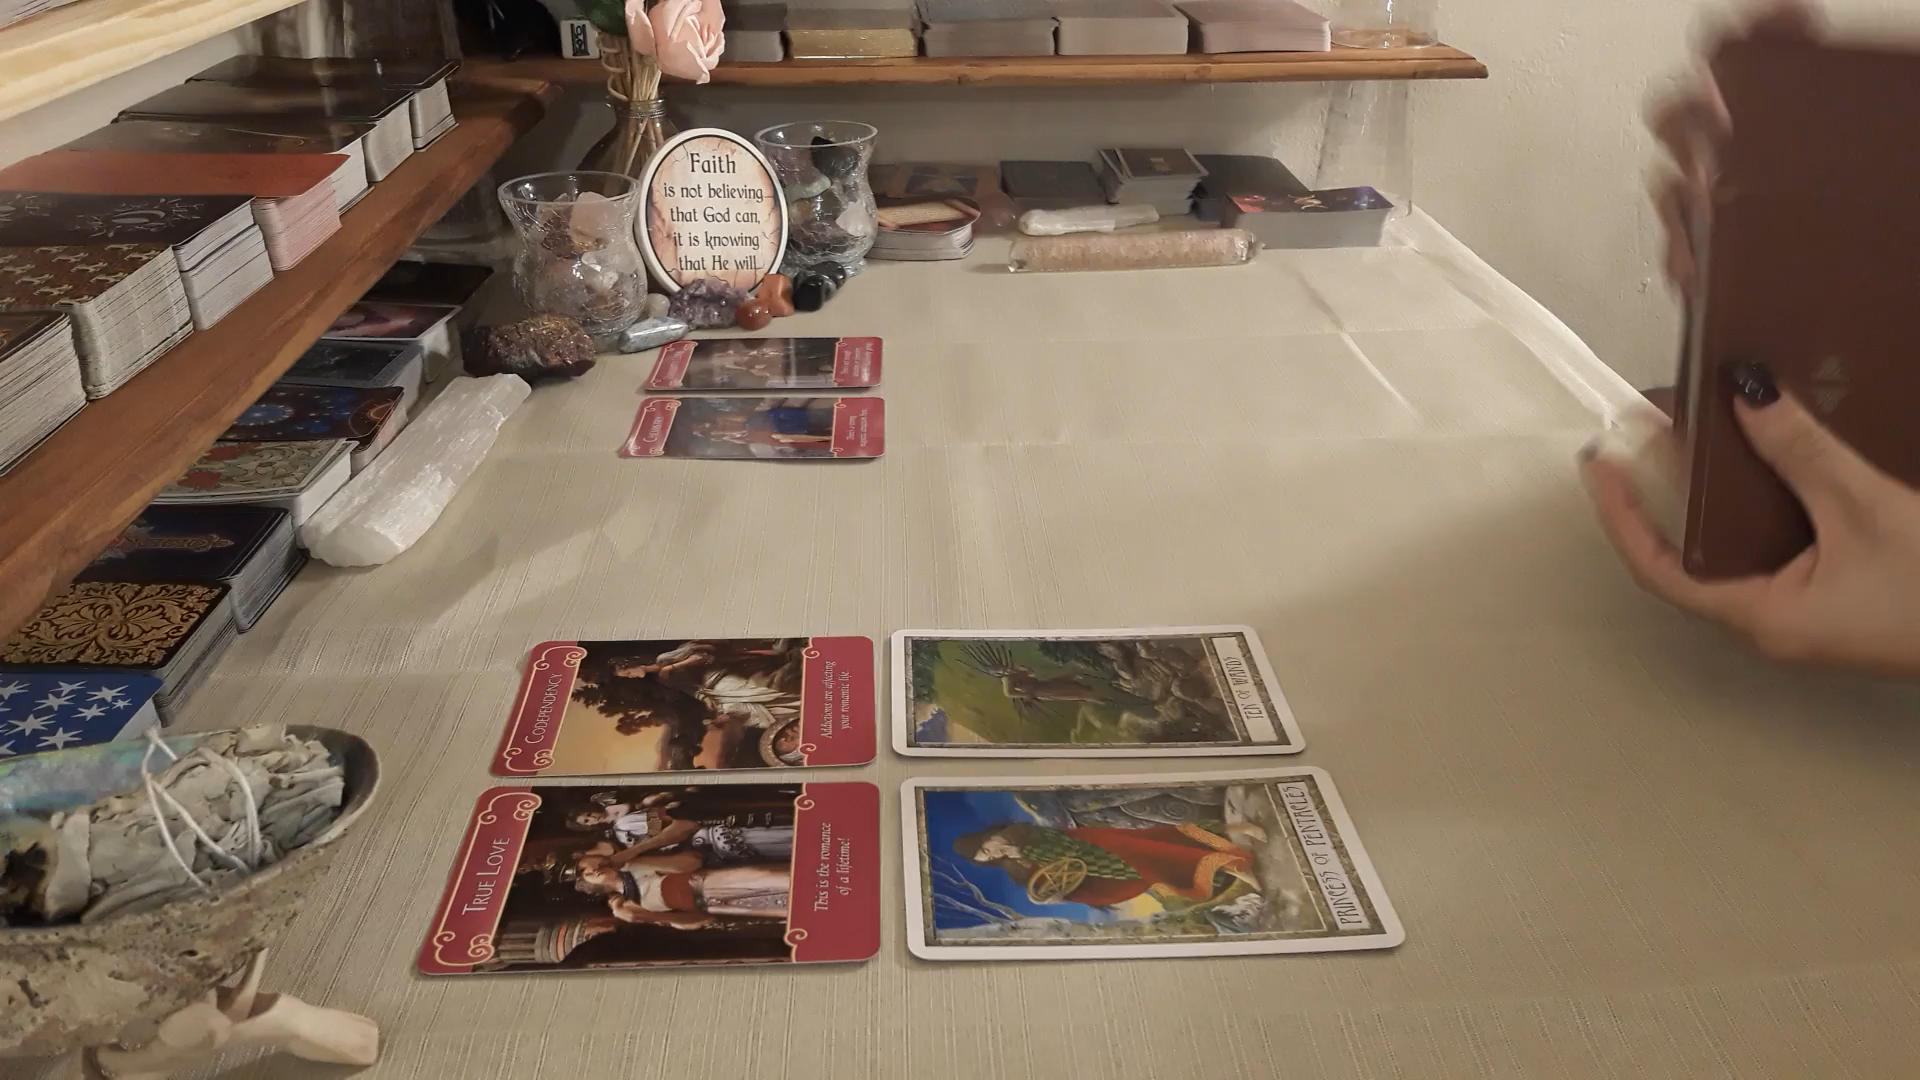 Faith
is not believing
that God can,
it is knowing
that He will
CODEPENDENCY
Addictions are affecting
your romantic life
TEN OF WANDS
TRUE LOVE
This is the romance
of a lifetime!
PRINCESS OF PENTACLES